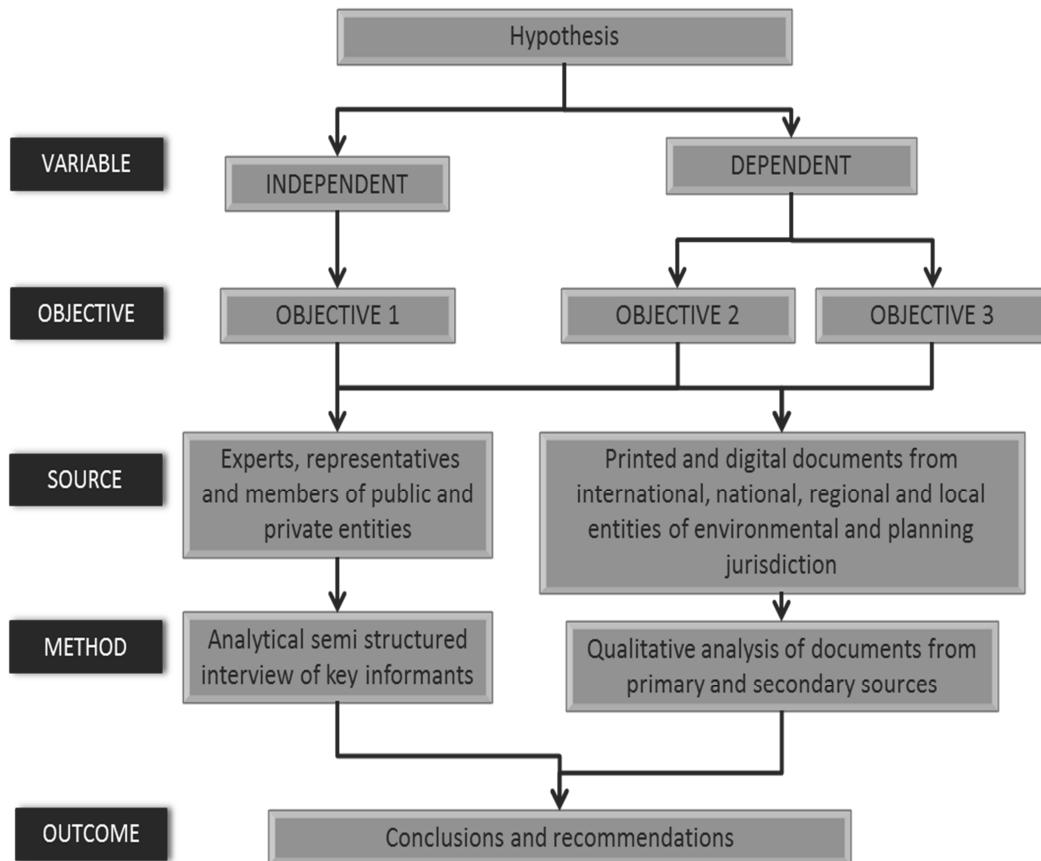 Hypothesis
VARIABLE
INDEPENDENT
DEPENDENT
OBJECTIVE
OBJECTIVE 1
OBJECTIVE 2
OBJECTIVE 3
SOURCE
Experts, representatives
and members of public and
private entities
Printed and digital documents from
international, national, regional and local
entities of environmental and planning
jurisdiction
METHOD
Analytical semi structured
interview of key informants
Qualitative analysis of documents from
primary and secondary sources
OUTCOME
Conclusions and recommendations